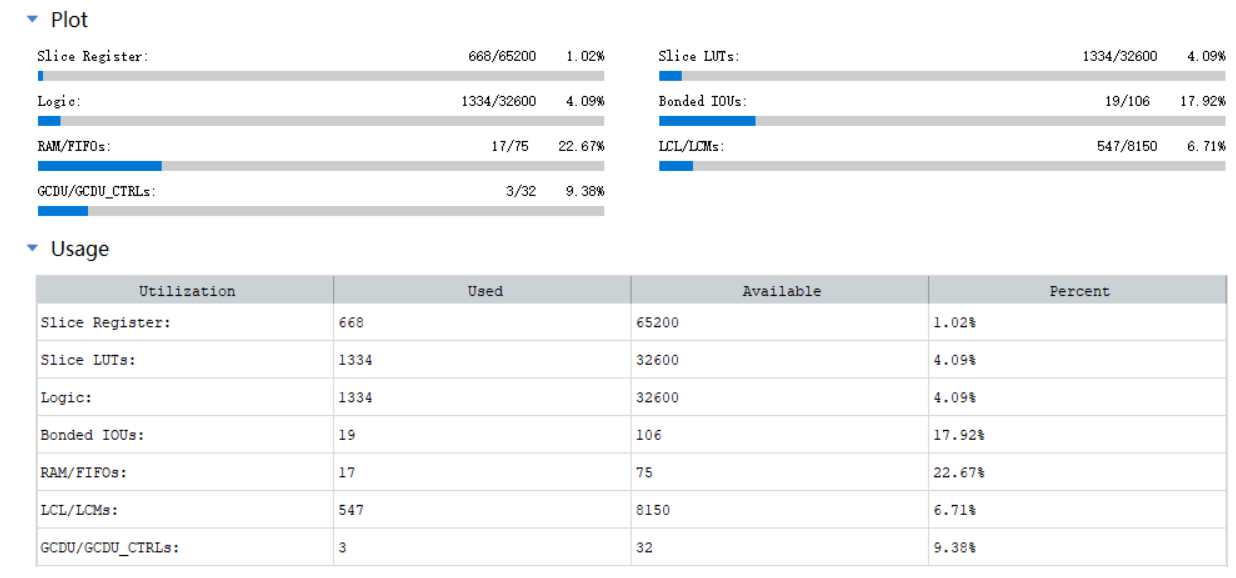 Plot
Slice Register: 668/65200 1.02% Slice LUTs: 1334/32600 4.09%
Logic: 1334/32600 4.09% Bonded IOUs: 19/106 17.92%
RAM/FIFOs: 17/75 22.67% LCL/LCMs: 547/8150 6.71%
GCDU/GCDU_CTRLs: 3/32 9.38%
Usage
Utilization Used Available Percent
Slice Register: 668 65200 1.02%
Slice LUTs: 1334 32600 4.09%
Logic: 1334 32600 4.09%
Bonded IOUs: 19 106 17.92%
RAM/FIFOs: 17 75 22.67%
LCL/LCMs: 547 8150 6.71%
GCDU/GCDU_CTRLs: 3 32 9.38%